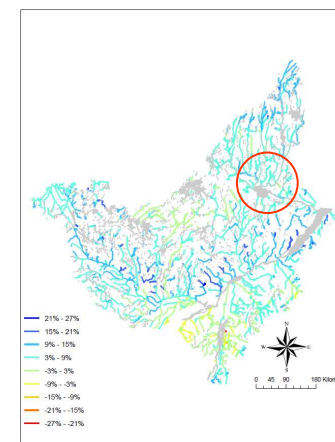 21% - 27%
15% - 21%
9% - 15%
3% - 9%
-3% - 3%
-9% - -3%
-15% - -9%
-21% - -15%
-27% - -21%
N
W E
S
0 45 90 180 Kilom